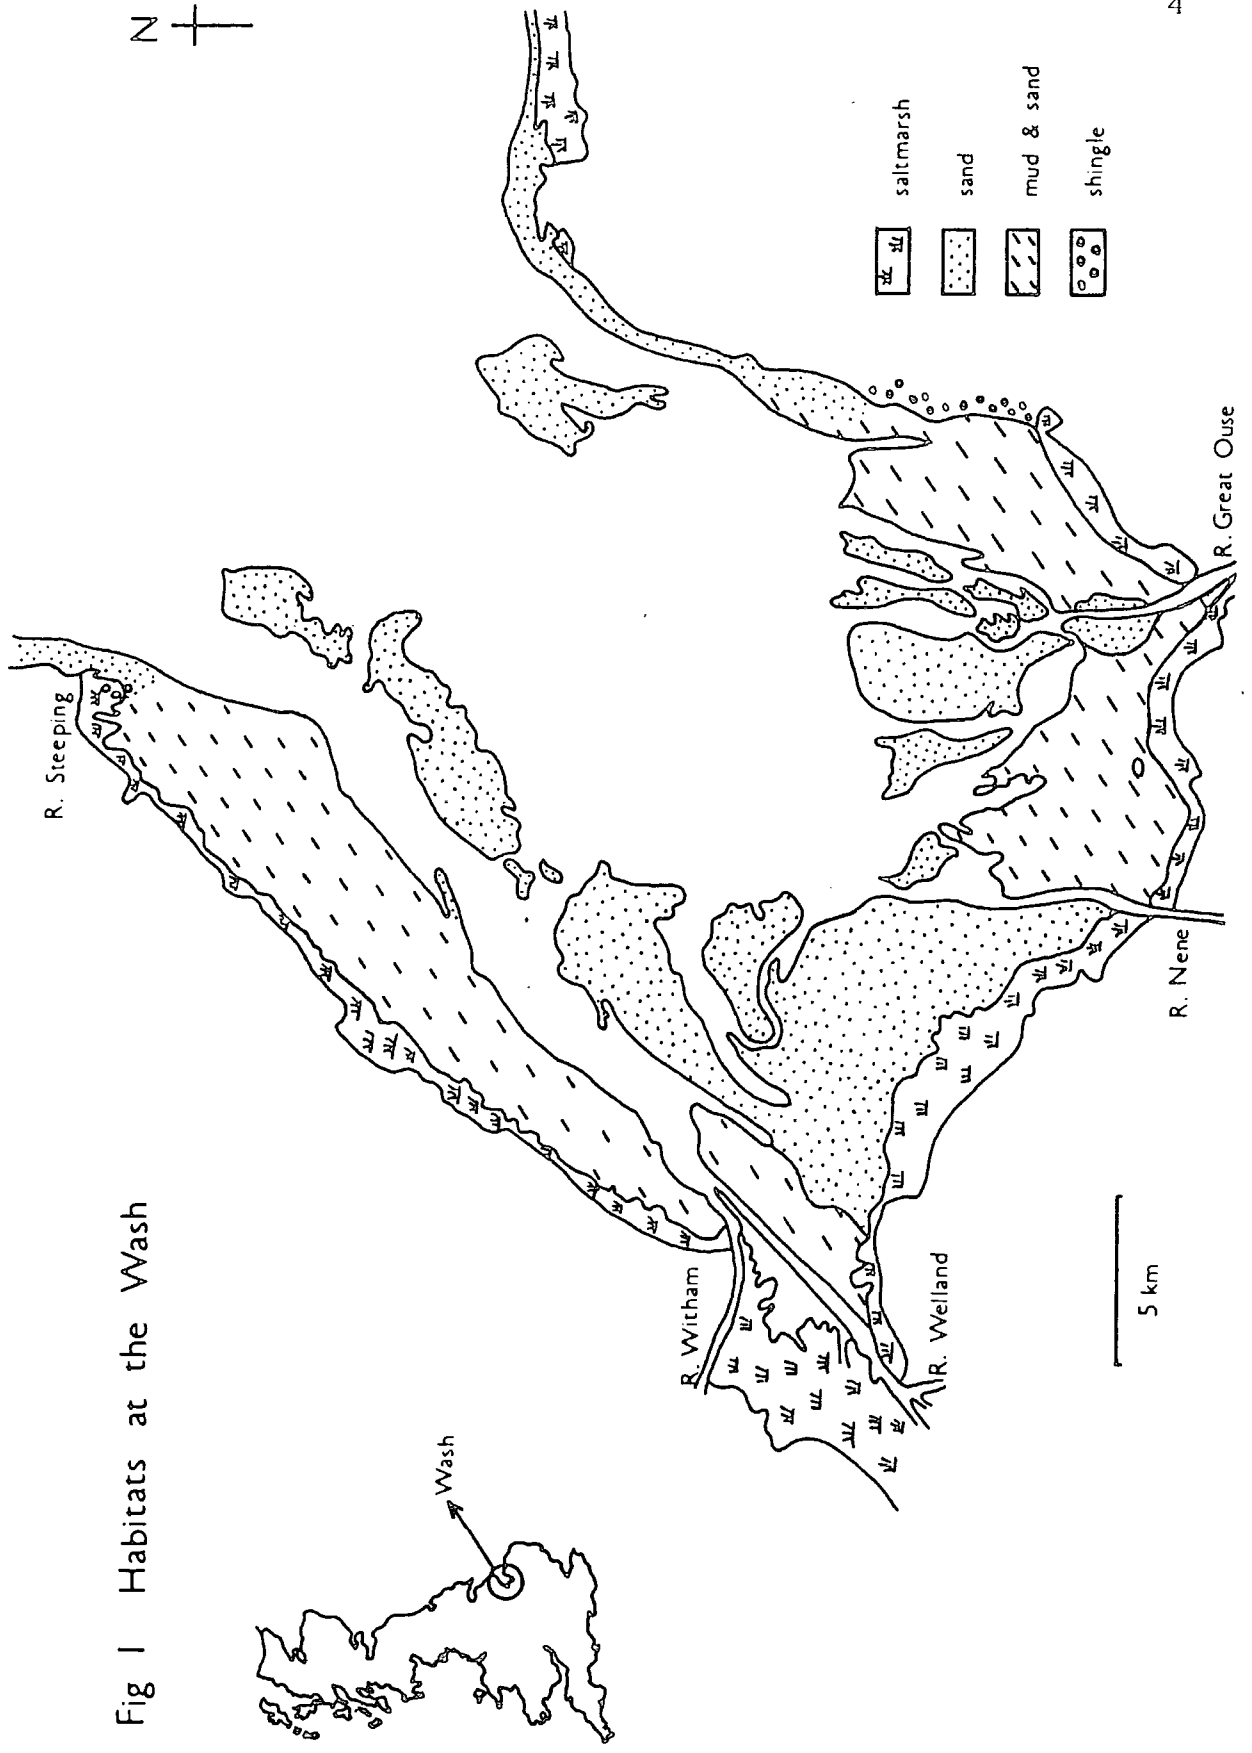 Fig 1 Habitats at the Wash
N
Wash
R. Steeping
R. Witham
R. Welland
R. Nene
R. Great Ouse
saltmarsh
sand
mud & sand
shingle
5 km
4